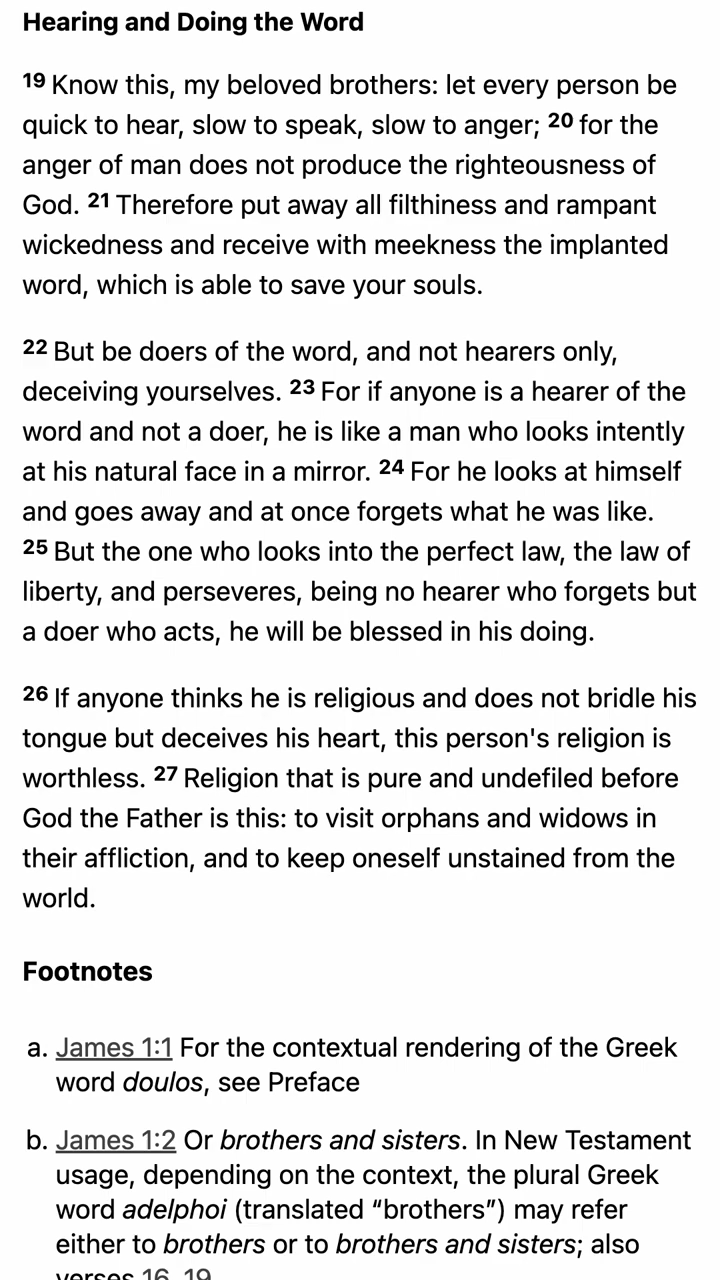 Hearing and Doing the Word
19 Know this, my beloved brothers: let every person be
quick to hear, slow to speak, slow to anger; 20 for the
anger of man does not produce the righteousness of
God. 21 Therefore put away all filthiness and rampant
wickedness and receive with meekness the implanted
word, which is able to save your souls.
22 But be doers of the word, and not hearers only,
deceiving yourselves. 23 For if anyone is a hearer of the
word and not a doer, he is like a man who looks intently
at his natural face in a mirror. 24 For he looks at himself
and goes away and at once forgets what he was like.
25 But the one who looks into the perfect law, the law of
liberty, and perseveres, being no hearer who forgets but
a doer who acts, he will be blessed in his doing.
26 If anyone thinks he is religious and does not bridle his
tongue but deceives his heart, this person's religion is
worthless. 27 Religion that is pure and undefiled before
God the Father is this: to visit orphans and widows in
their affliction, and to keep oneself unstained from the
world.
Footnotes
a. James 1:1 For the contextual rendering of the Greek
word doulos, see Preface
b. James 1:2 Or brothers and sisters. In New Testament
usage, depending on the context, the plural Greek
word adelphoi (translated “brothers”) may refer
either to brothers or to brothers and sisters; also
verses 16, 19